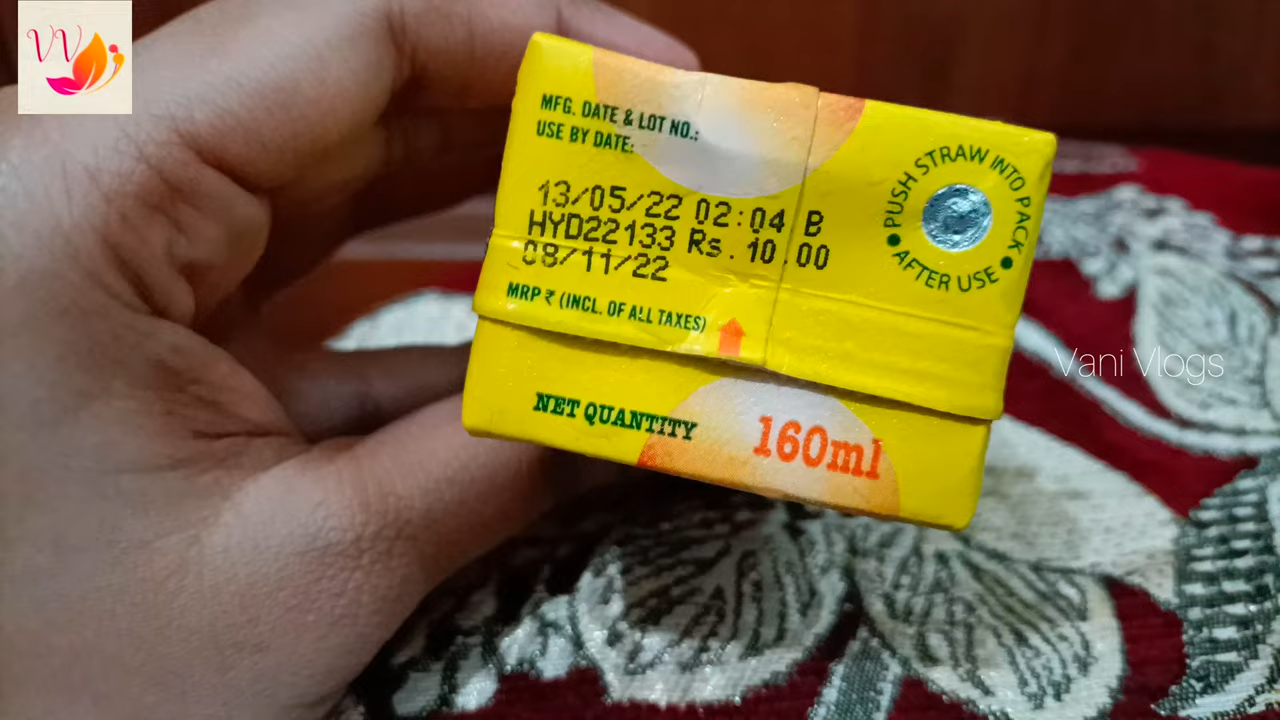 VV
MFG. DATE & LOT NO.:
USE BY DATE:
13/05/22 02:04 B
HYD22133 Rs.10.00
08/11/22
MRP ₹ (INCL. OF ALL TAXES)
PUSH STRAW INTO PACK
• AFTER USE •
NET QUANTITY 160ml
Vani Vlogs